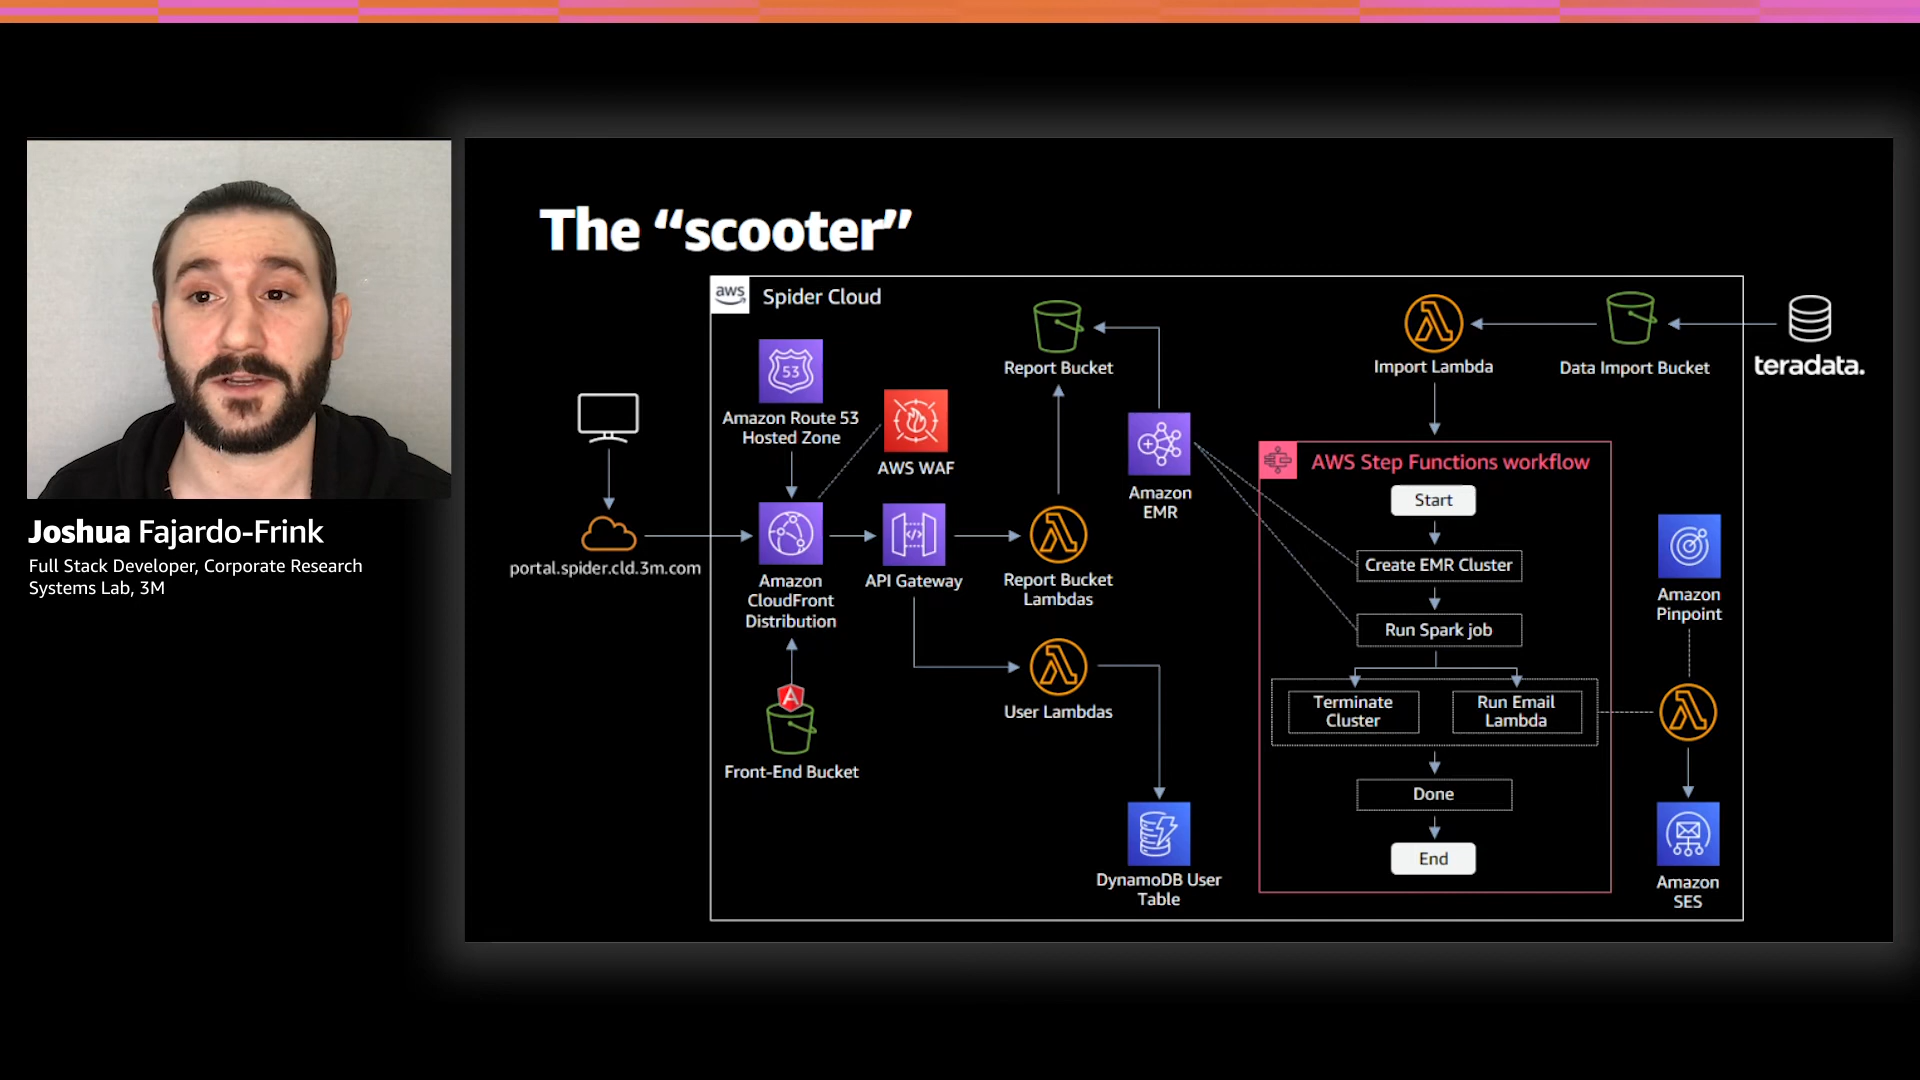 The “scooter”
aws
Spider Cloud
53
Amazon Route 53
Hosted Zone
AWS WAF
portal.spider.cld.3m.com
Amazon
CloudFront
Distribution
API Gateway
A
Front-End Bucket
Report Bucket
Report Bucket
Lambdas
User Lambdas
Amazon
EMR
DynamoDB User
Table
Import Lambda
Data Import Bucket
teradata.
AWS Step Functions workflow
Start
Create EMR Cluster
Run Spark job
Terminate
Cluster
Run Email
Lambda
Done
End
Amazon
Pinpoint
Amazon
SES
Joshua Fajardo-Frink
Full Stack Developer, Corporate Research
Systems Lab, 3M